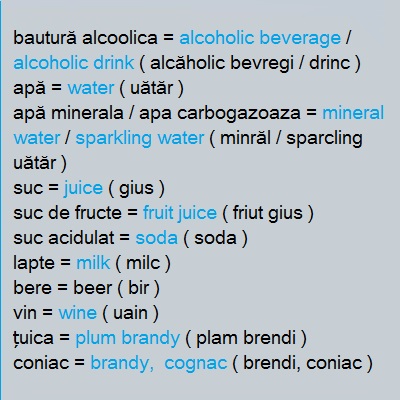 bautură alcoolica = alcoholic beverage /
alcoholic drink ( alcăholic bevregi / drinc )
apă = water ( uătăr )
apă minerala / apa carbogazoaza = mineral
water / sparkling water ( minrăl / sparcling
uătăr )
suc = juice ( gius )
suc de fructe = fruit juice ( friut gius )
suc acidulat = soda ( soda )
lapte = milk ( milc )
bere = beer ( bir )
vin = wine ( uain )
țuica = plum brandy ( plam brendi )
coniac = brandy, cognac ( brendi, coniac )